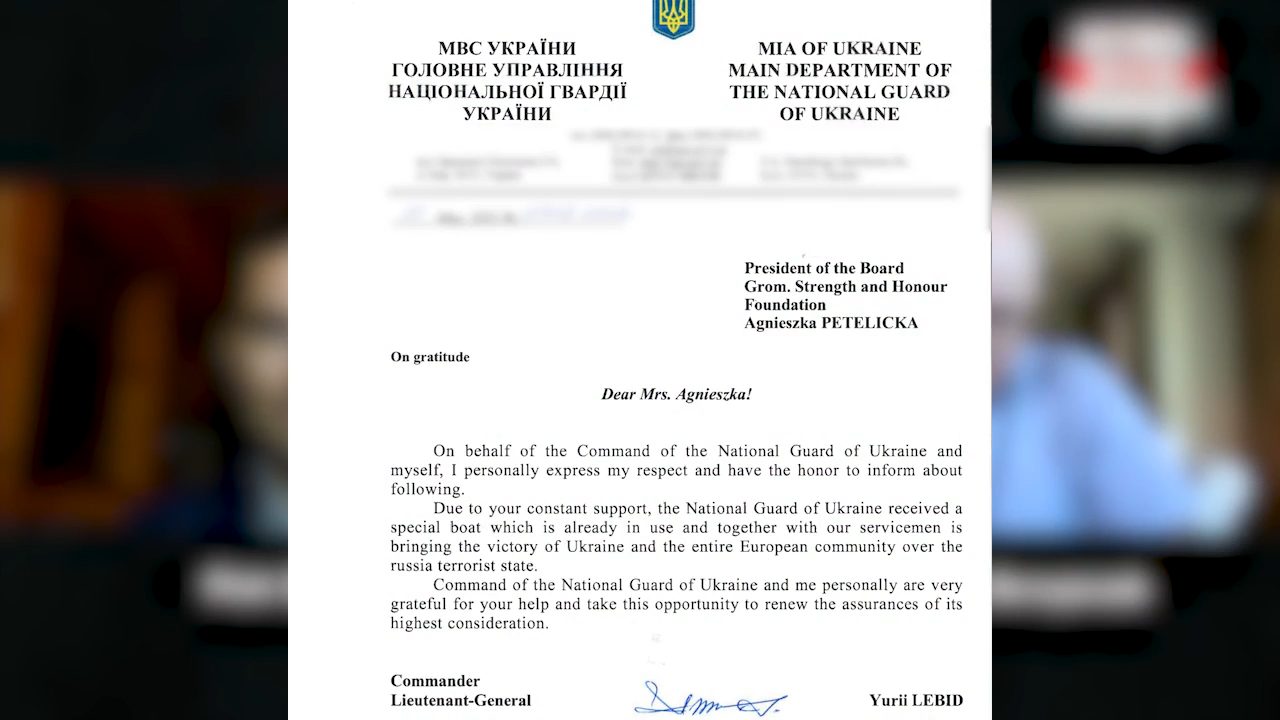 МВС УКРАЇНИ
ГОЛОВНЕ УПРАВЛІННЯ
НАЦІОНАЛЬНОЇ ГВАРДІЇ
УКРАЇНИ
MIA OF UKRAINE
MAIN DEPARTMENT OF
THE NATIONAL GUARD
OF UKRAINE
President of the Board
Grom. Strength and Honour
Foundation
Agnieszka PETELICKA
On gratitude
Dear Mrs. Agnieszka!
On behalf of the Command of the National Guard of Ukraine and
myself, I personally express my respect and have the honor to inform about
following.
Due to your constant support, the National Guard of Ukraine received a
special boat which is already in use and together with our servicemen is
bringing the victory of Ukraine and the entire European community over the
russia terrorist state.
Command of the National Guard of Ukraine and me personally are very
grateful for your help and take this opportunity to renew the assurances of its
highest consideration.
Commander
Lieutenant-General
Yurii LEBID